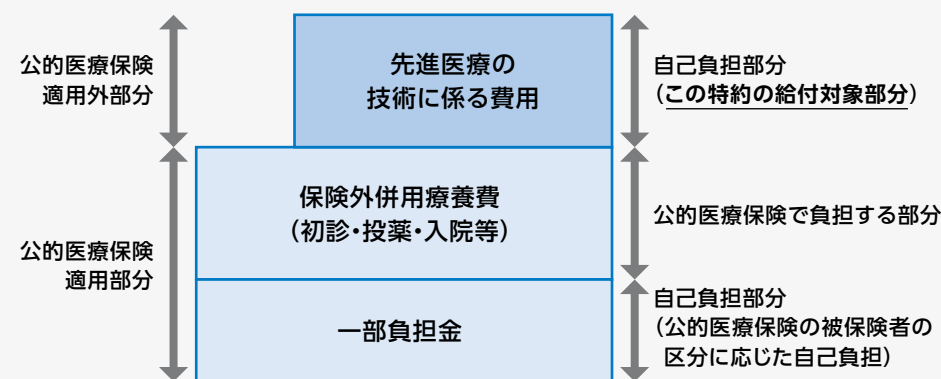 公的医療保険
適用外部分
先進医療の
技術に係る費用
自己負担部分
（この特約の給付対象部分）
保険外併用療養費
（初診・投薬・入院等）
公的医療保険で負担する部分
公的医療保険
適用部分
一部負担金
自己負担部分
（公的医療保険の被保険者の
区分に応じた自己負担）